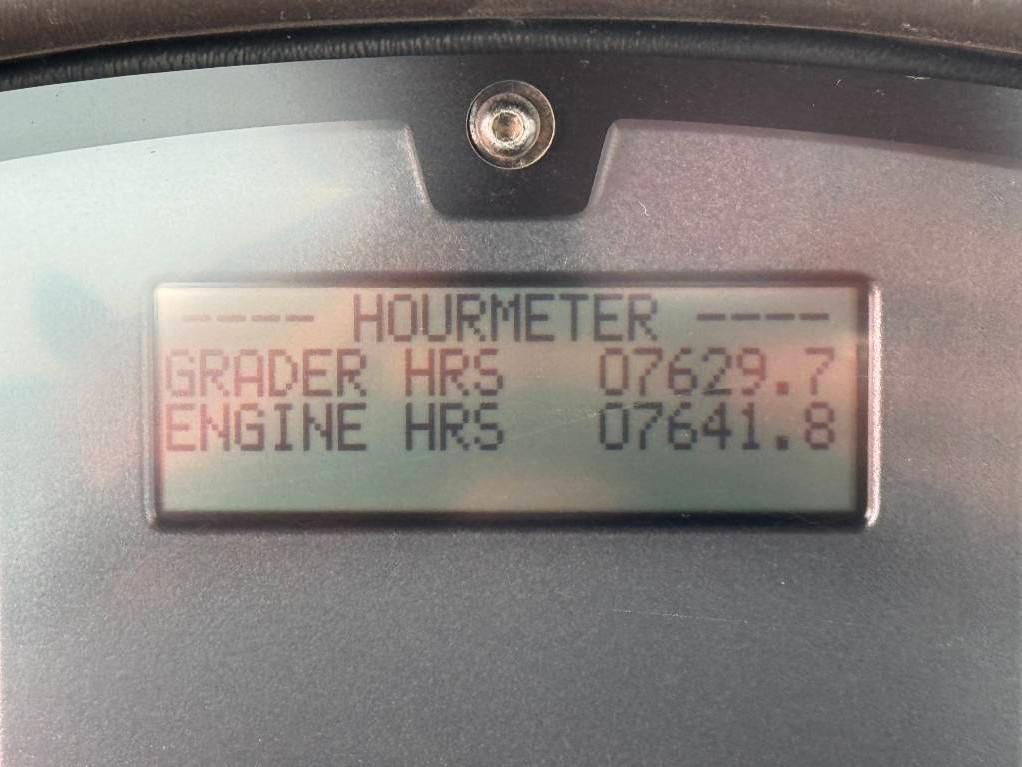 ---- HOURMETER ----
GRADER HRS 07629.7
ENGINE HRS 07641.8